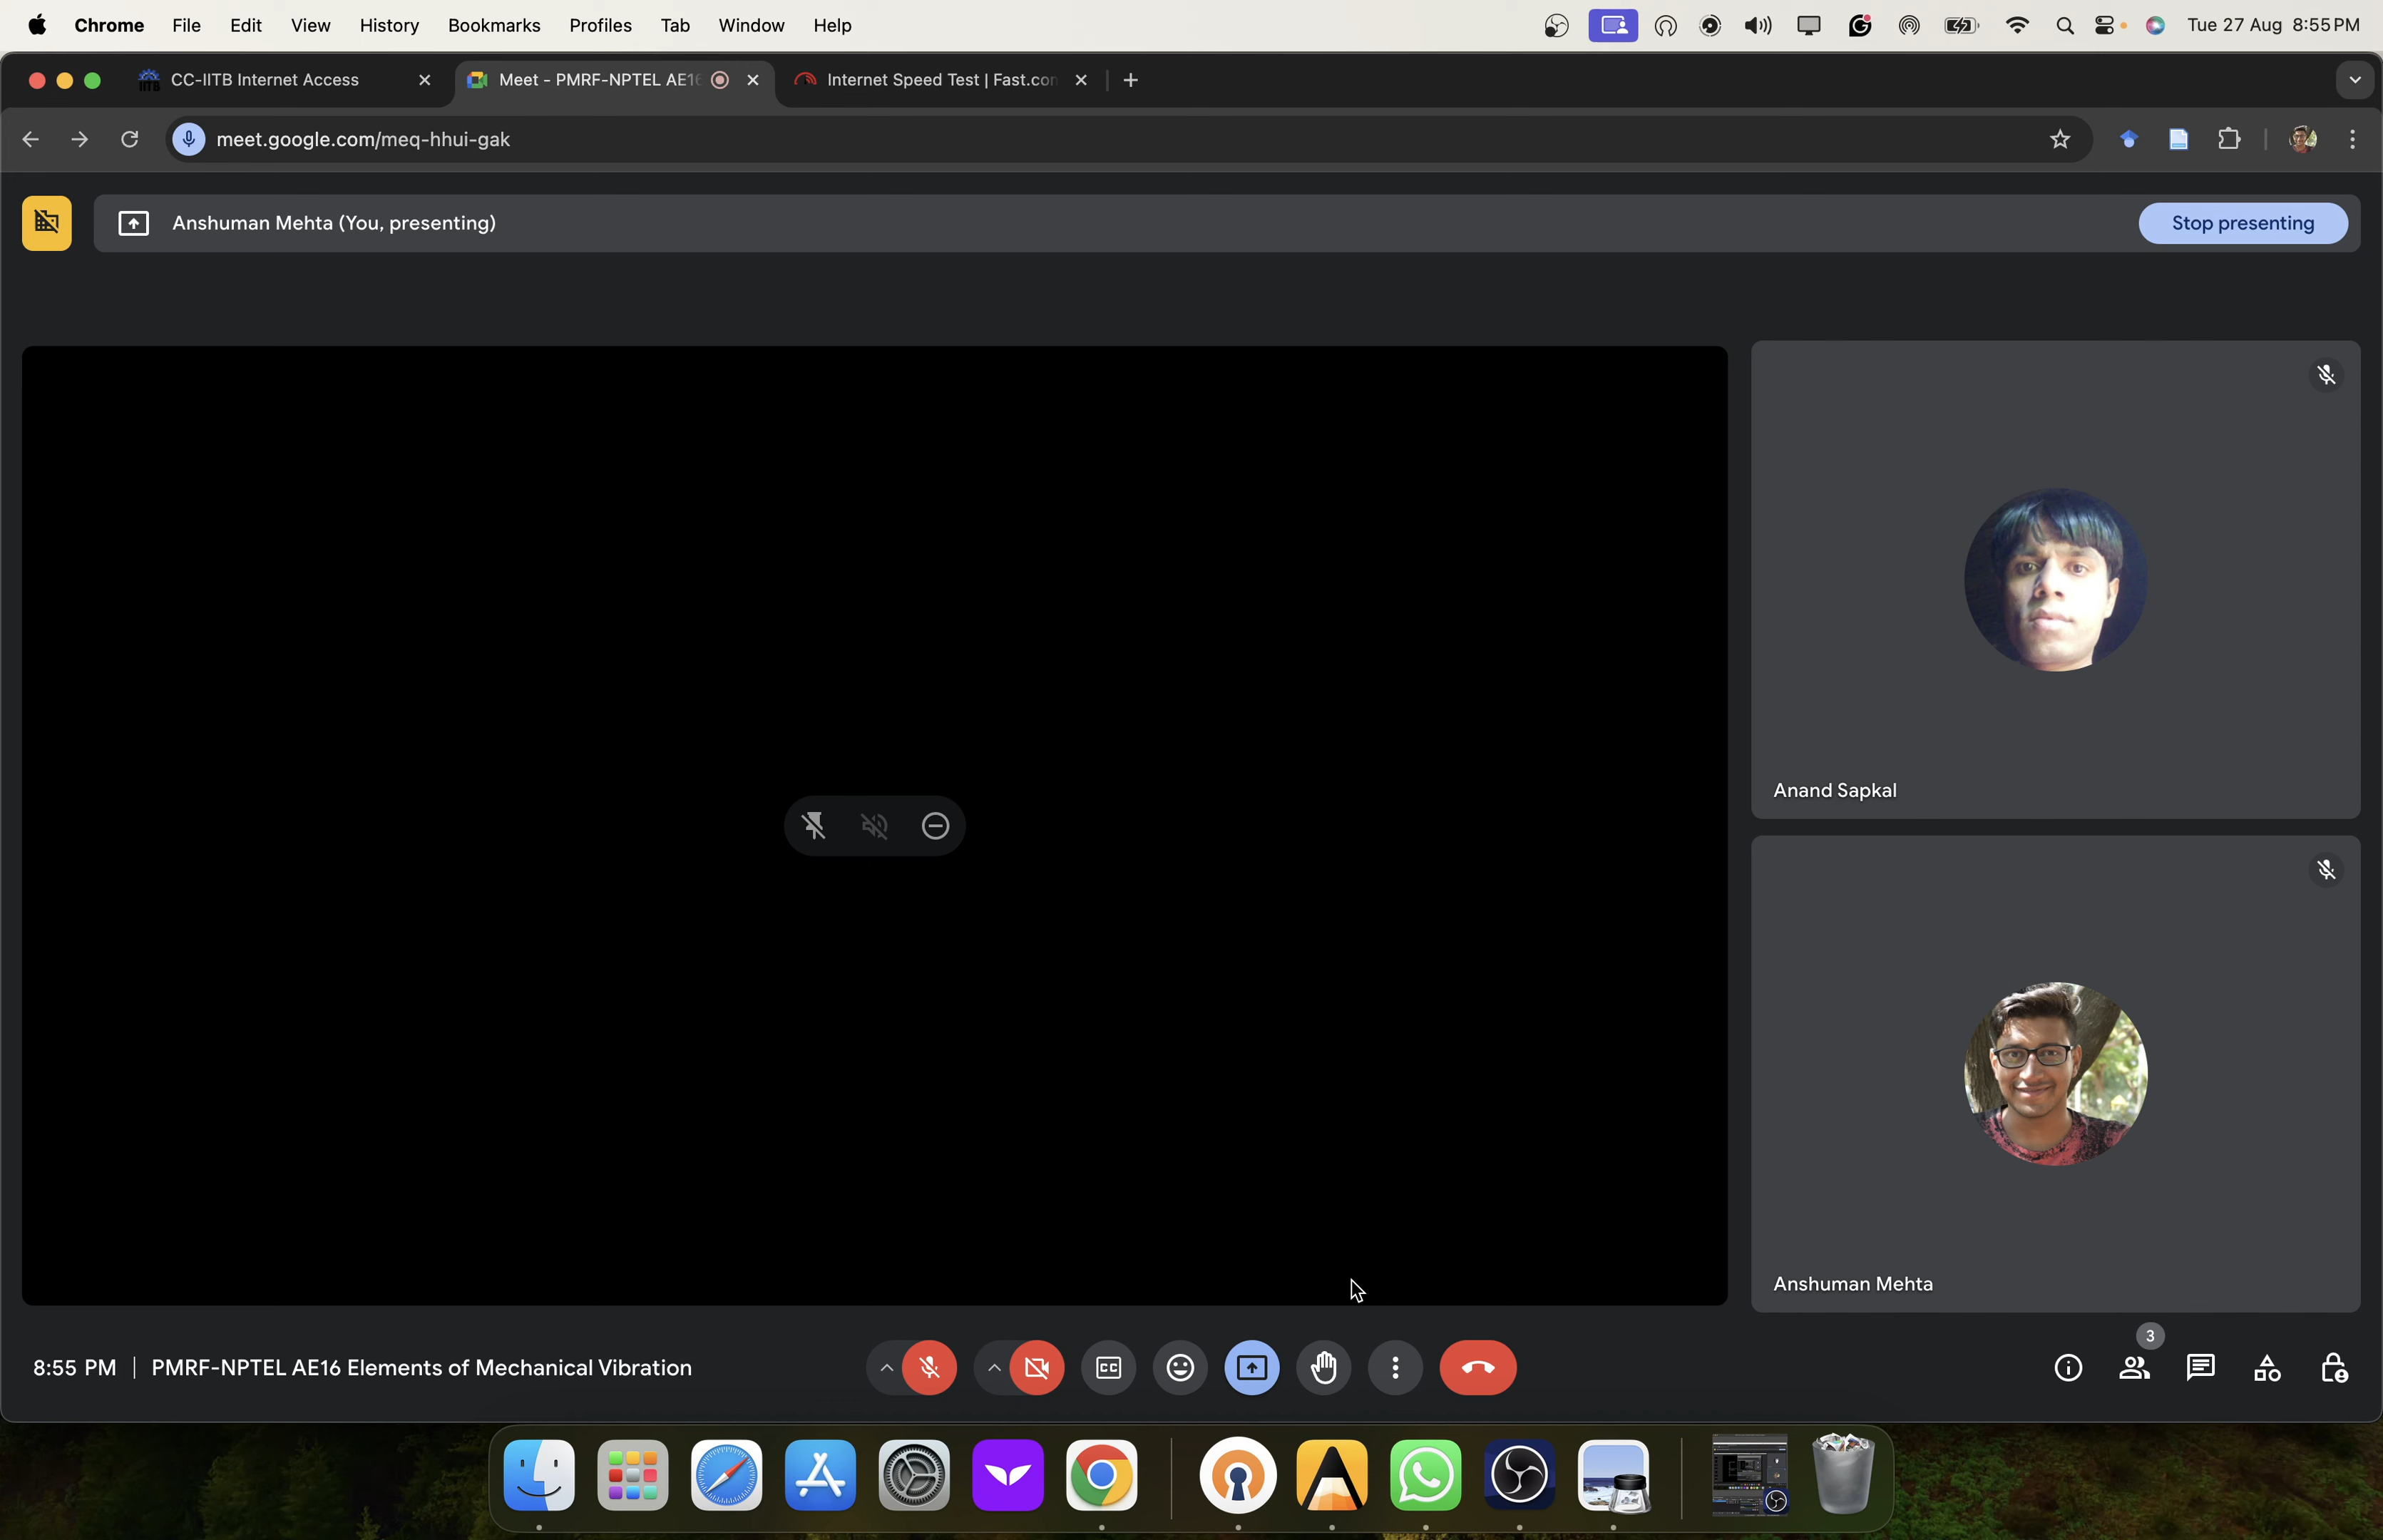 Chrome File Edit View History Bookmarks Profiles Tab Window Help Tue 27 Aug 8:55 PM
CC-IITB Internet Access Meet - PMRF-NPTEL AE16 Internet Speed Test | Fast.com
meet.google.com/meq-hhui-gak
Anshuman Mehta (You, presenting) Stop presenting
Anand Sapkal
Anshuman Mehta
3
8:55 PM | PMRF-NPTEL AE16 Elements of Mechanical Vibration CC